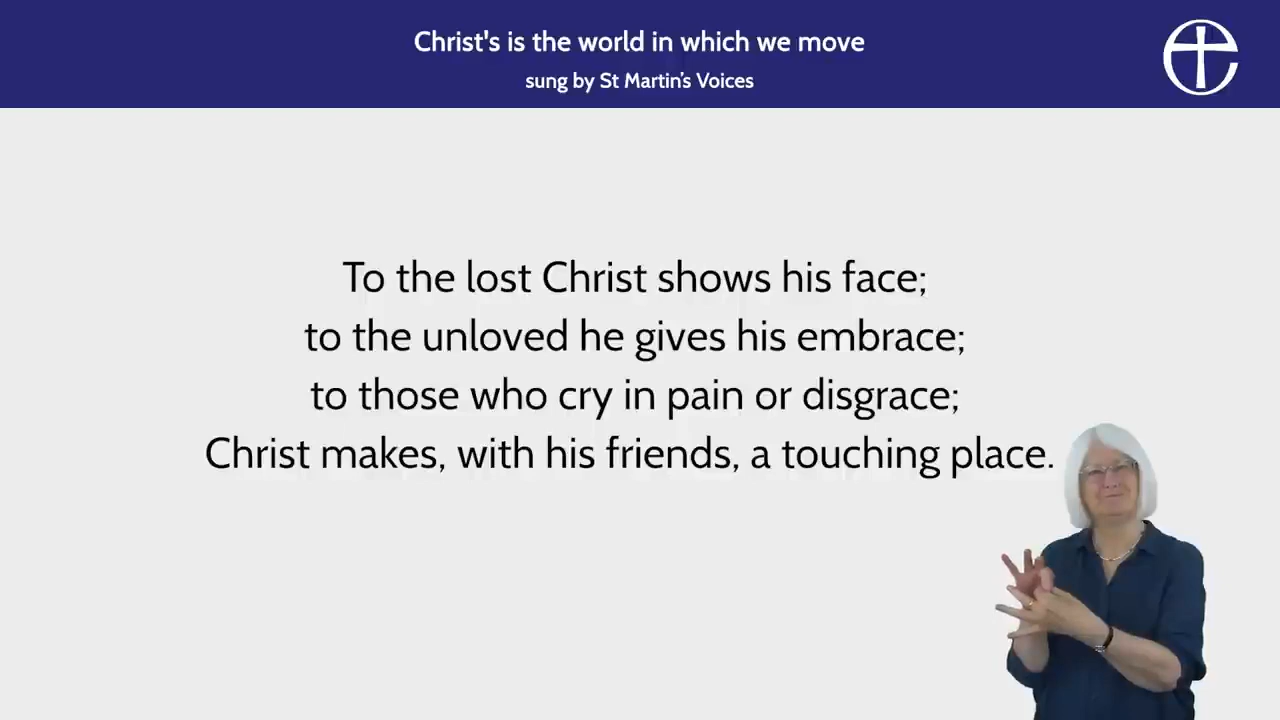 Christ's is the world in which we move
sung by St Martin's Voices
To the lost Christ shows his face;
to the unloved he gives his embrace;
to those who cry in pain or disgrace;
Christ makes, with his friends, a touching place.